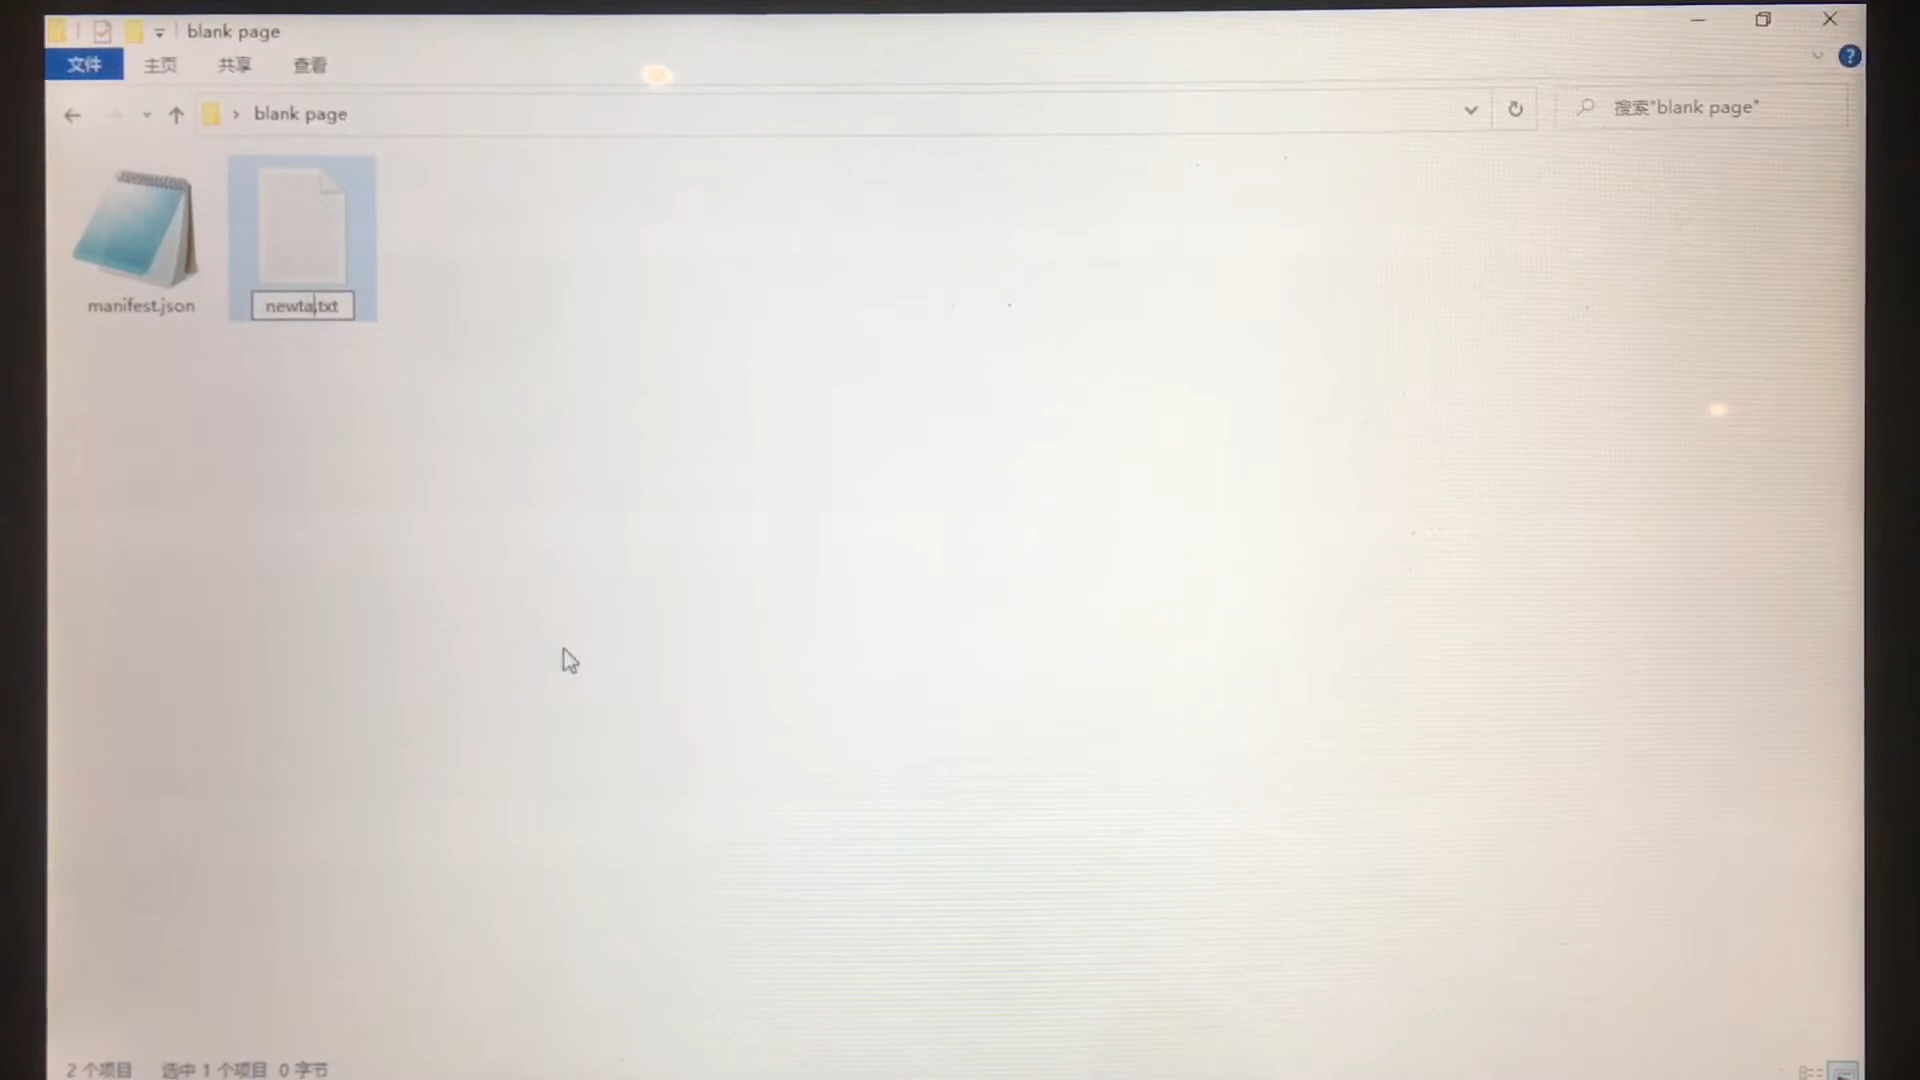 blank page
文件 主页 共享 查看
blank page
搜索"blank page"
manifest.json
newta.txt
2 个项目 选中 1 个项目 0 字节